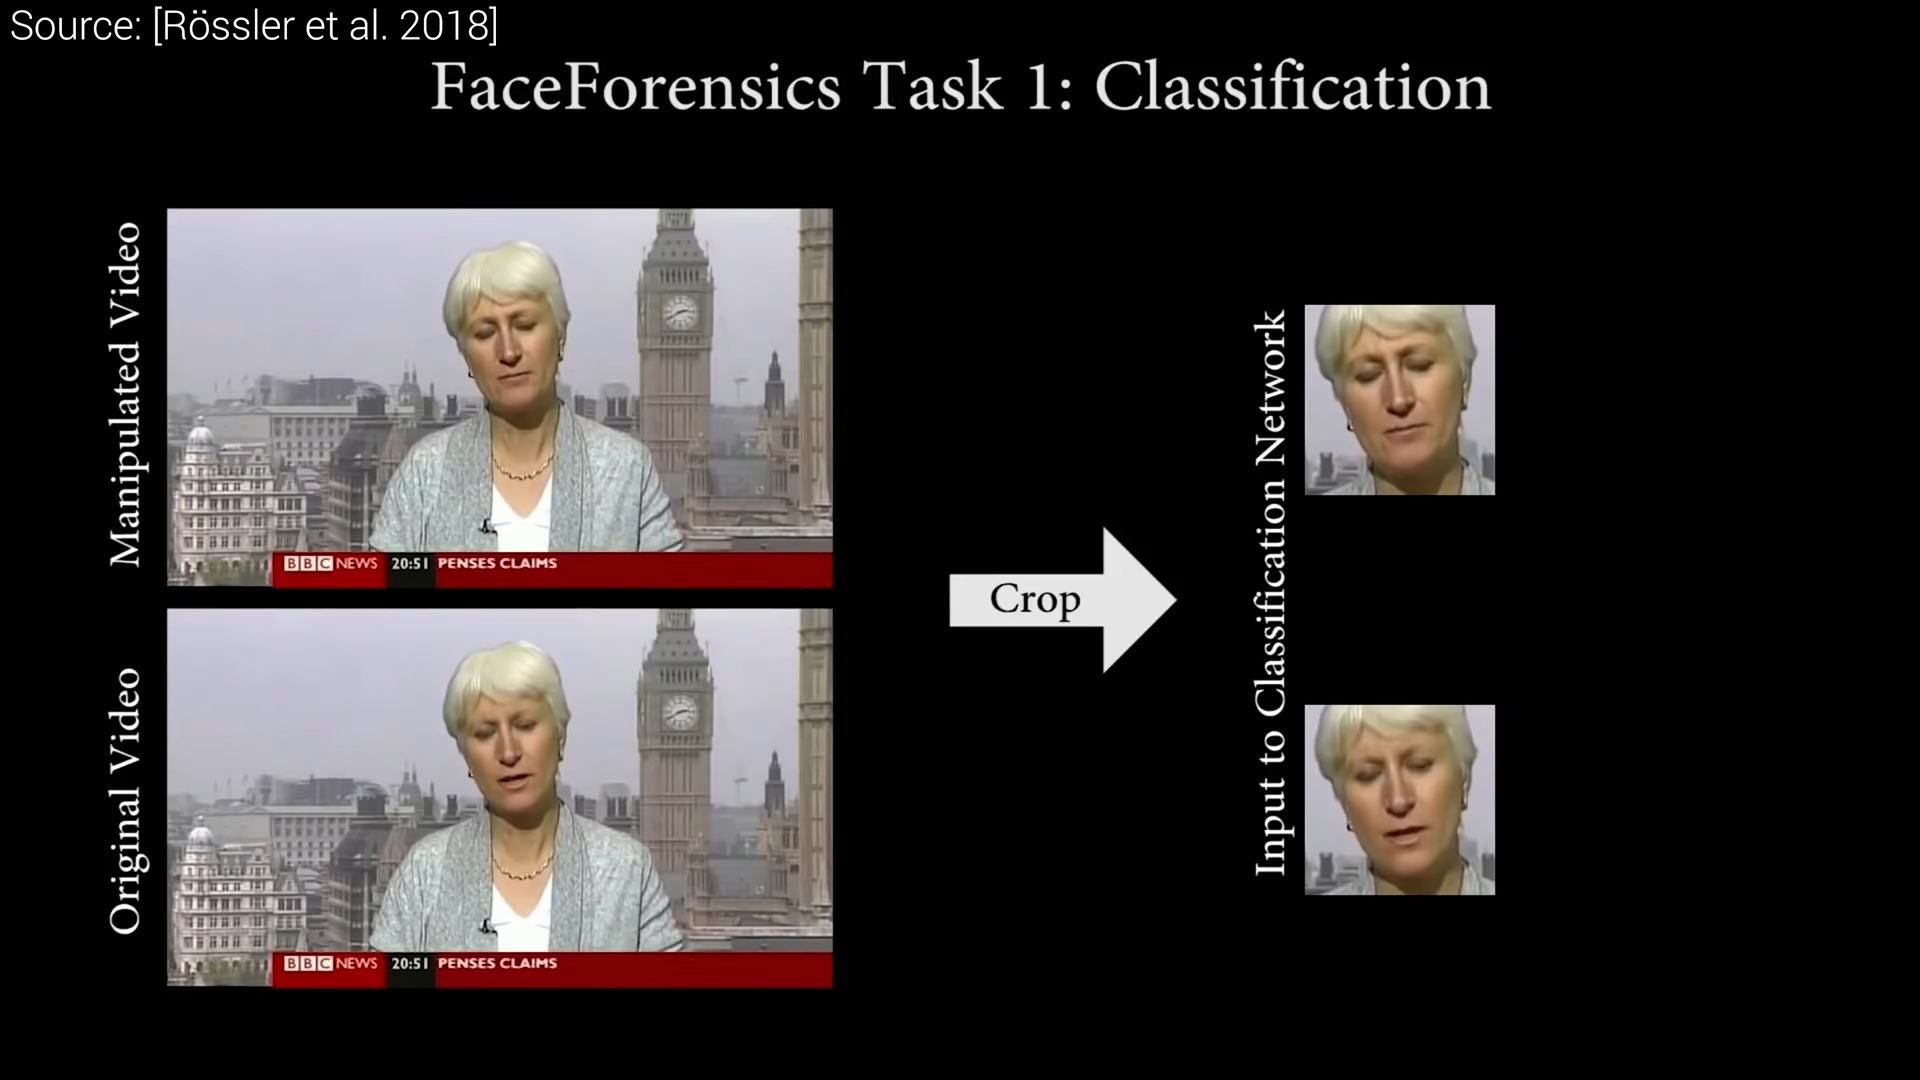 Source: [Rössler et al. 2018]
FaceForensics Task 1: Classification
Manipulated Video
BBC NEWS 20:51 PENSES CLAIMS
Original Video
BBC NEWS 20:51 PENSES CLAIMS
Crop
Input to Classification Network